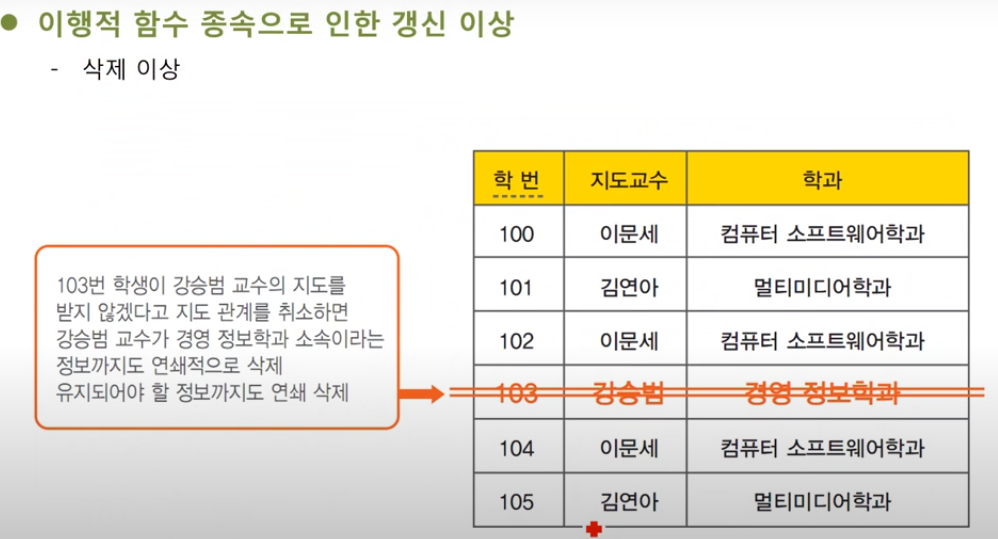 ● 이행적 함수 종속으로 인한 갱신 이상
- 삭제 이상
103번 학생이 강승범 교수의 지도를
받지 않겠다고 지도 관계를 취소하면
강승범 교수가 경영 정보학과 소속이라는
정보까지도 연쇄적으로 삭제
유지되어야 할 정보까지도 연쇄 삭제
학 번 지도교수 학과
100 이문세 컴퓨터 소프트웨어학과
101 김연아 멀티미디어학과
102 이문세 컴퓨터 소프트웨어학과
103 강승범 경영 정보학과
104 이문세 컴퓨터 소프트웨어학과
105 김연아 멀티미디어학과